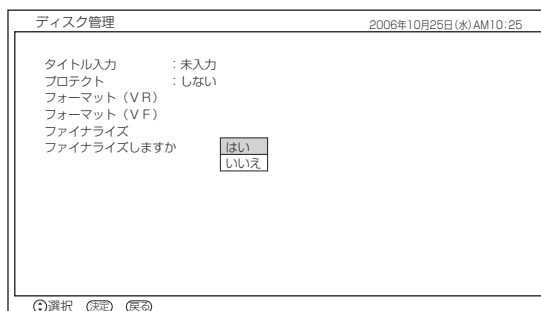 ディスク管理 2006年10月25日(水)AM10:25
タイトル入力 :未入力
プロテクト :しない
フォーマット(VR)
フォーマット(VF)
ファイナライズ
ファイナライズしますか はい
いいえ
選択 決定 戻る